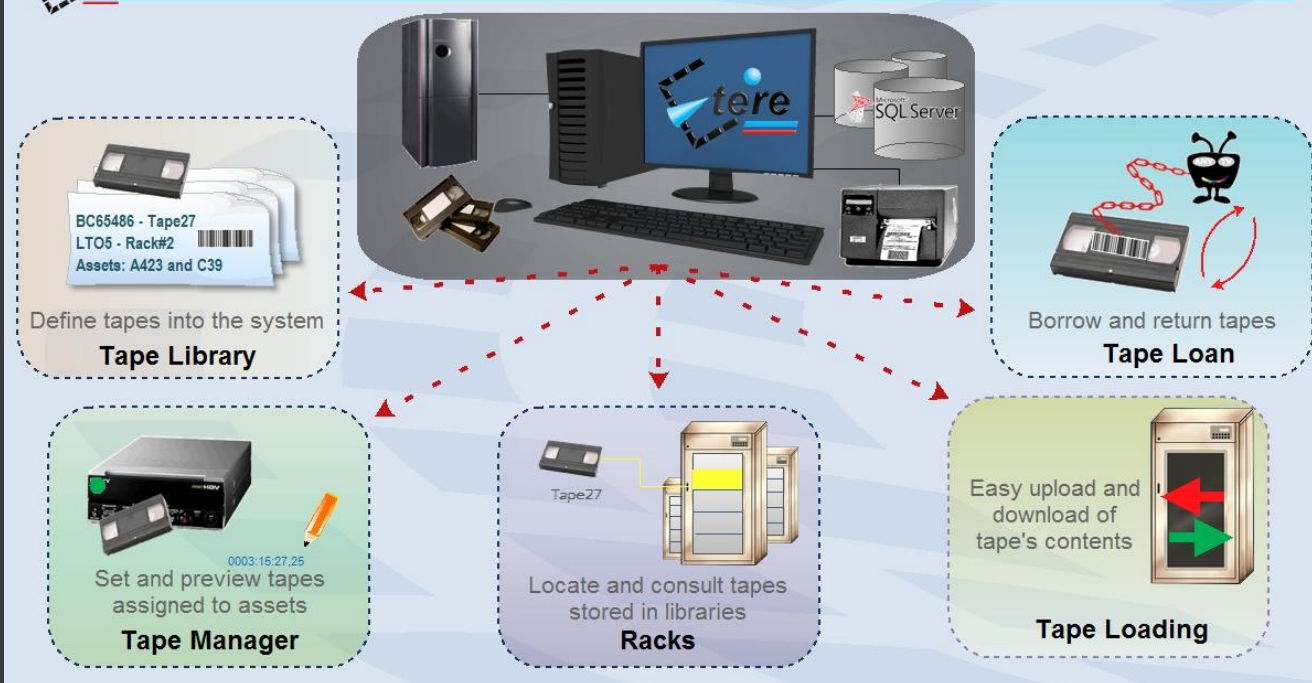 Etere
Microsoft
SQL Server
BC65486 - Tape27
LTO5 - Rack#2
Assets: A423 and C39
Define tapes into the system
Tape Library
Borrow and return tapes
Tape Loan
HDV
0003:15:27,25
Set and preview tapes
assigned to assets
Tape Manager
Tape27
Locate and consult tapes
stored in libraries
Racks
Easy upload and
download of
tape's contents
Tape Loading